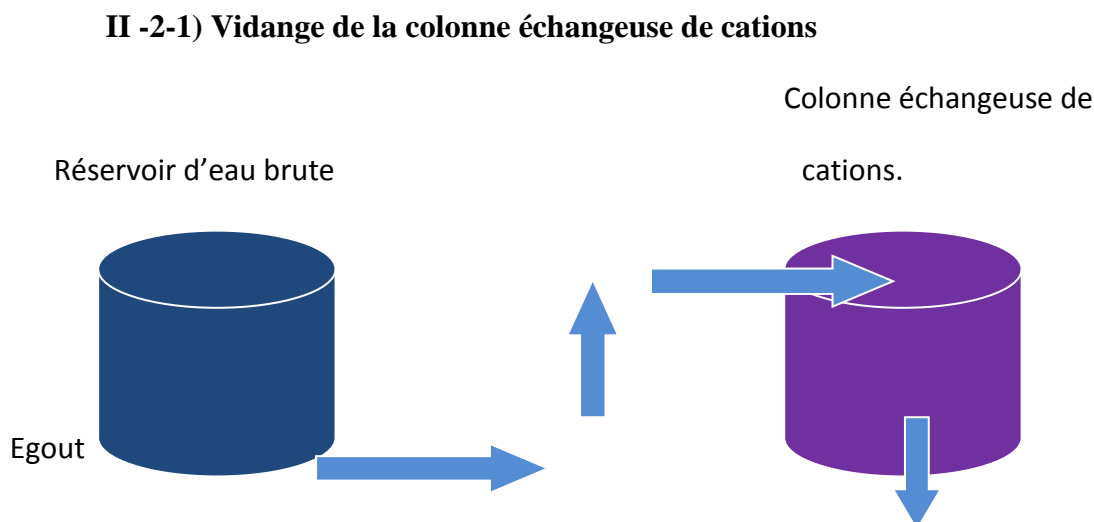 II -2-1) Vidange de la colonne échangeuse de cations
Colonne échangeuse de
Réservoir d’eau brute
cations.
Egout